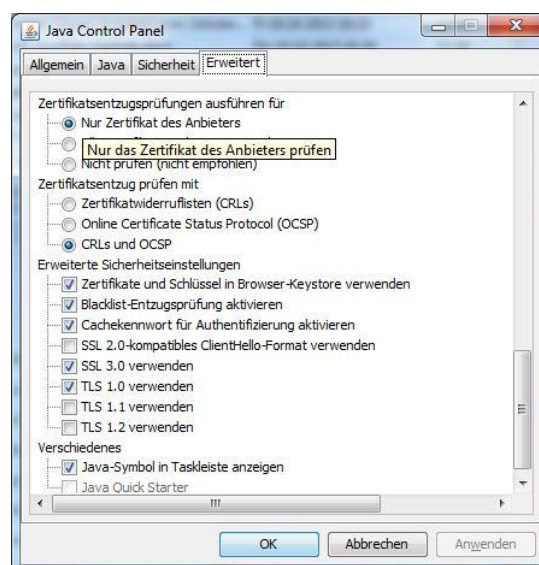 Java Control Panel
Allgemein Java Sicherheit Erweitert
Zertifikatsentzugsprüfungen ausführen für
Nur Zertifikat des Anbieters
Nur das Zertifikat des Anbieters prüfen
Nicht prüfen (nicht empfohlen)
Zertifikatsentzug prüfen mit
Zertifikatwiderruflisten (CRLs)
Online Certificate Status Protocol (OCSP)
CRLs und OCSP
Erweiterte Sicherheitseinstellungen
Zertifikate und Schlüssel in Browser-Keystore verwenden
Blacklist-Entzugsprüfung aktivieren
Cachekennwort für Authentifizierung aktivieren
SSL 2.0-kompatibles ClientHello-Format verwenden
SSL 3.0 verwenden
TLS 1.0 verwenden
TLS 1.1 verwenden
TLS 1.2 verwenden
Verschiedenes
Java-Symbol in Taskleiste anzeigen
Java Quick Starter
OK Abbrechen Anwenden